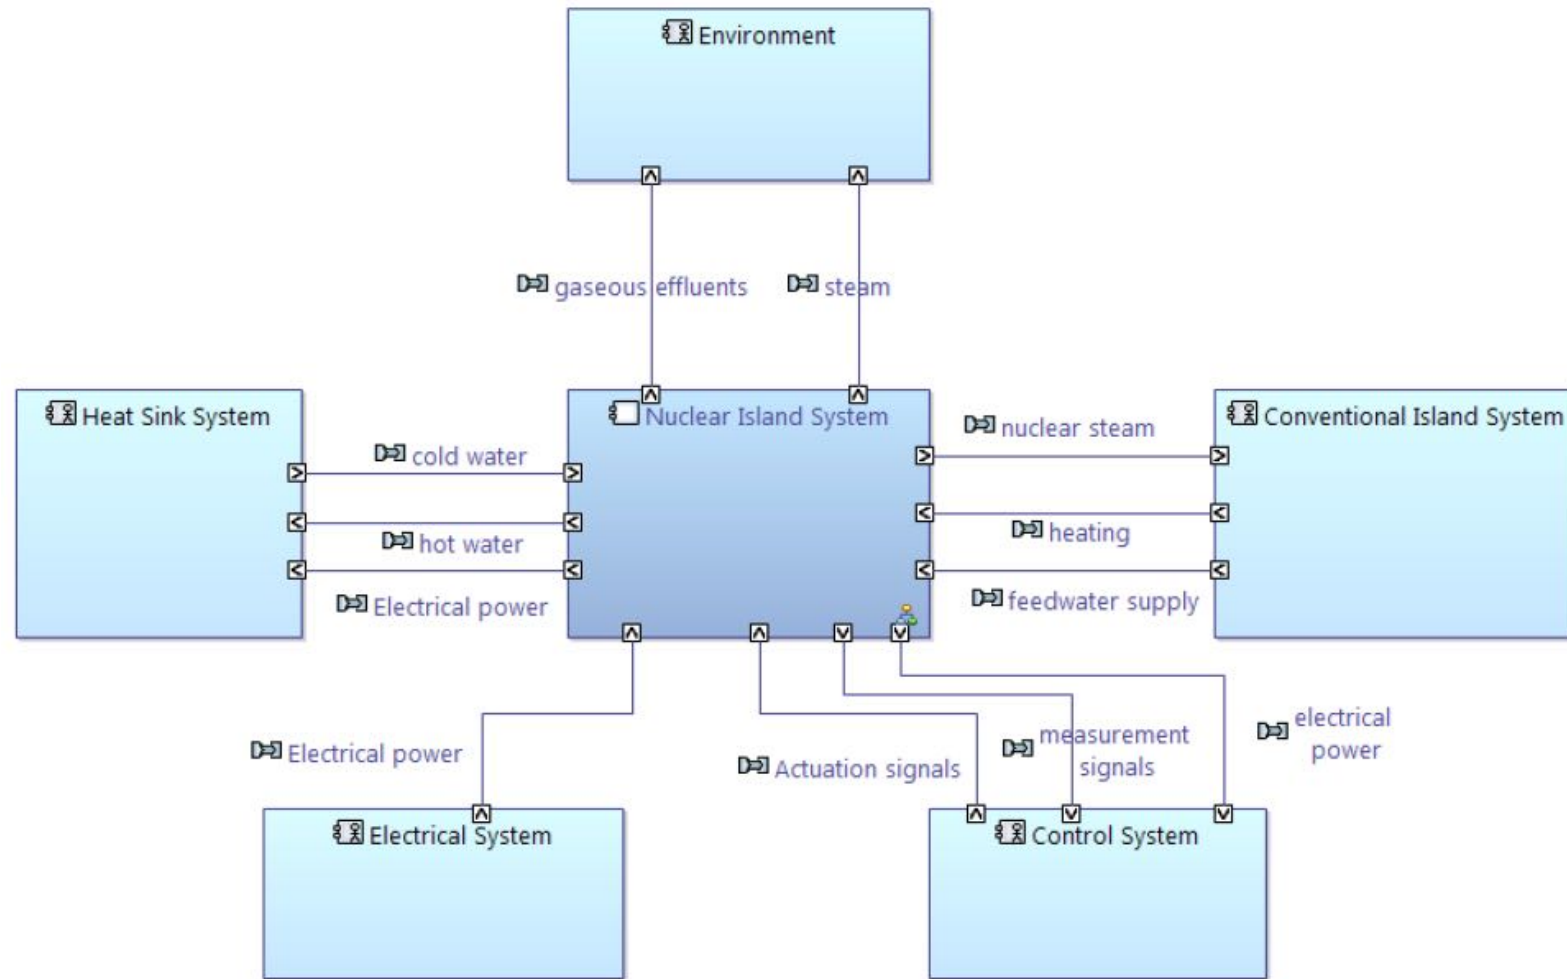 Environment
gaseous effluents
steam
Heat Sink System
Nuclear Island System
Conventional Island System
cold water
nuclear steam
hot water
heating
Electrical power
feedwater supply
Electrical power
Actuation signals
measurement
signals
electrical
power
Electrical System
Control System